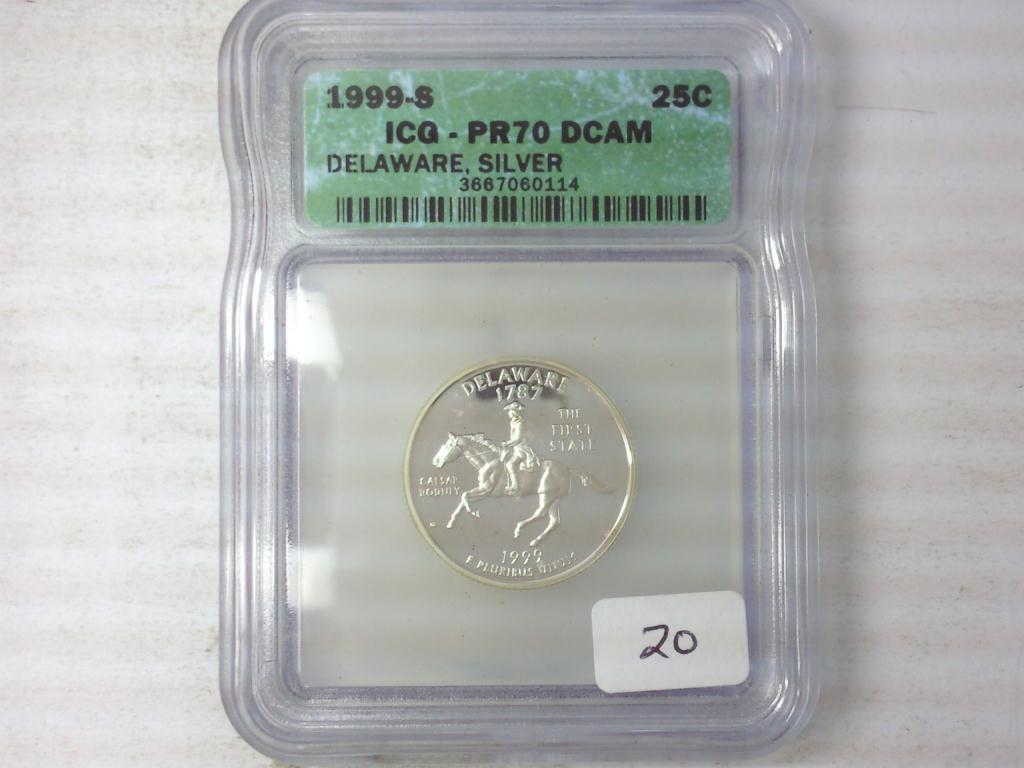 1999-S 25C
ICG - PR70 DCAM
DELAWARE, SILVER
3667060114
DELAWARE
1787
THE
FIRST
STATE
CAESAR
RODNEY
1999
E PLURIBUS UNUM
20